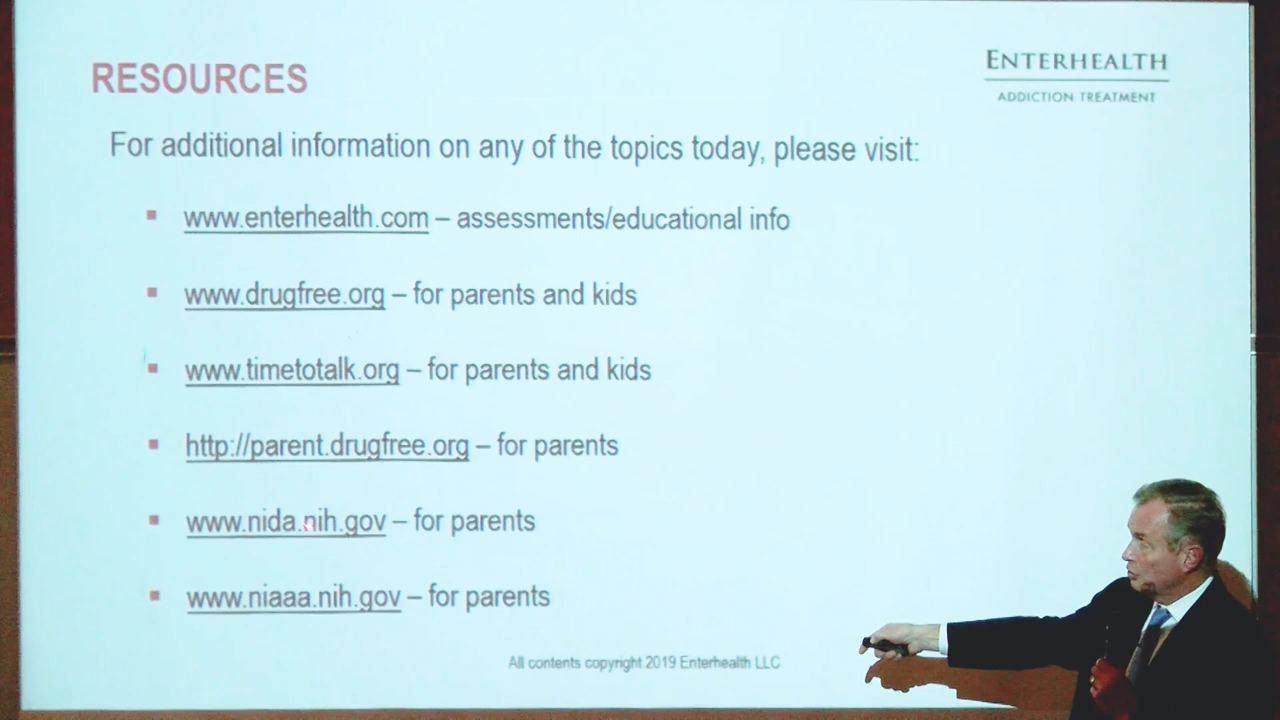 RESOURCES
ENTERHEALTH
ADDICTION TREATMENT
For additional information on any of the topics today, please visit:
www.enterhealth.com – assessments/educational info
www.drugfree.org – for parents and kids
www.timetotalk.org – for parents and kids
http://parent.drugfree.org – for parents
www.nida.nih.gov – for parents
www.niaaa.nih.gov – for parents
All contents copyright 2019 Enterhealth LLC